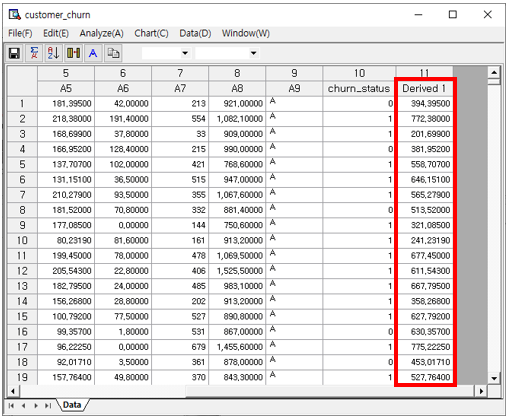 customer_churn
File(F) Edit(E) Analyze(A) Chart(C) Data(D) Window(W)
5 6 7 8 9 10 11
A5 A6 A7 A8 A9 churn_status Derived 1
1 181,39500 42,00000 213 921,00000 A 0 394,39500
2 218,38000 191,40000 554 1,082,10000 A 1 772,38000
3 168,69900 37,80000 33 909,00000 A 1 201,69900
4 166,95200 128,40000 215 990,00000 A 0 381,95200
5 137,70700 102,00000 421 768,60000 A 1 558,70700
6 131,15100 36,50000 515 947,00000 A 1 646,15100
7 210,27900 93,50000 355 1,067,60000 A 1 565,27900
8 181,52000 70,80000 332 881,40000 A 0 513,52000
9 177,08500 0,00000 144 750,60000 A 1 321,08500
10 80,23190 81,60000 161 913,20000 A 1 241,23190
11 199,45000 78,00000 478 1,069,50000 A 1 677,45000
12 205,54300 22,80000 406 1,525,50000 A 1 611,54300
13 182,79500 24,00000 485 983,10000 A 1 667,79500
14 156,26800 28,80000 202 913,20000 A 1 358,26800
15 100,79200 77,50000 527 890,80000 A 1 627,79200
16 99,35700 1,80000 531 867,00000 A 0 630,35700
17 96,22250 0,00000 679 1,455,60000 A 1 775,22250
18 92,01710 3,50000 361 878,00000 A 0 453,01710
19 157,76400 49,80000 370 843,30000 A 1 527,76400
Data